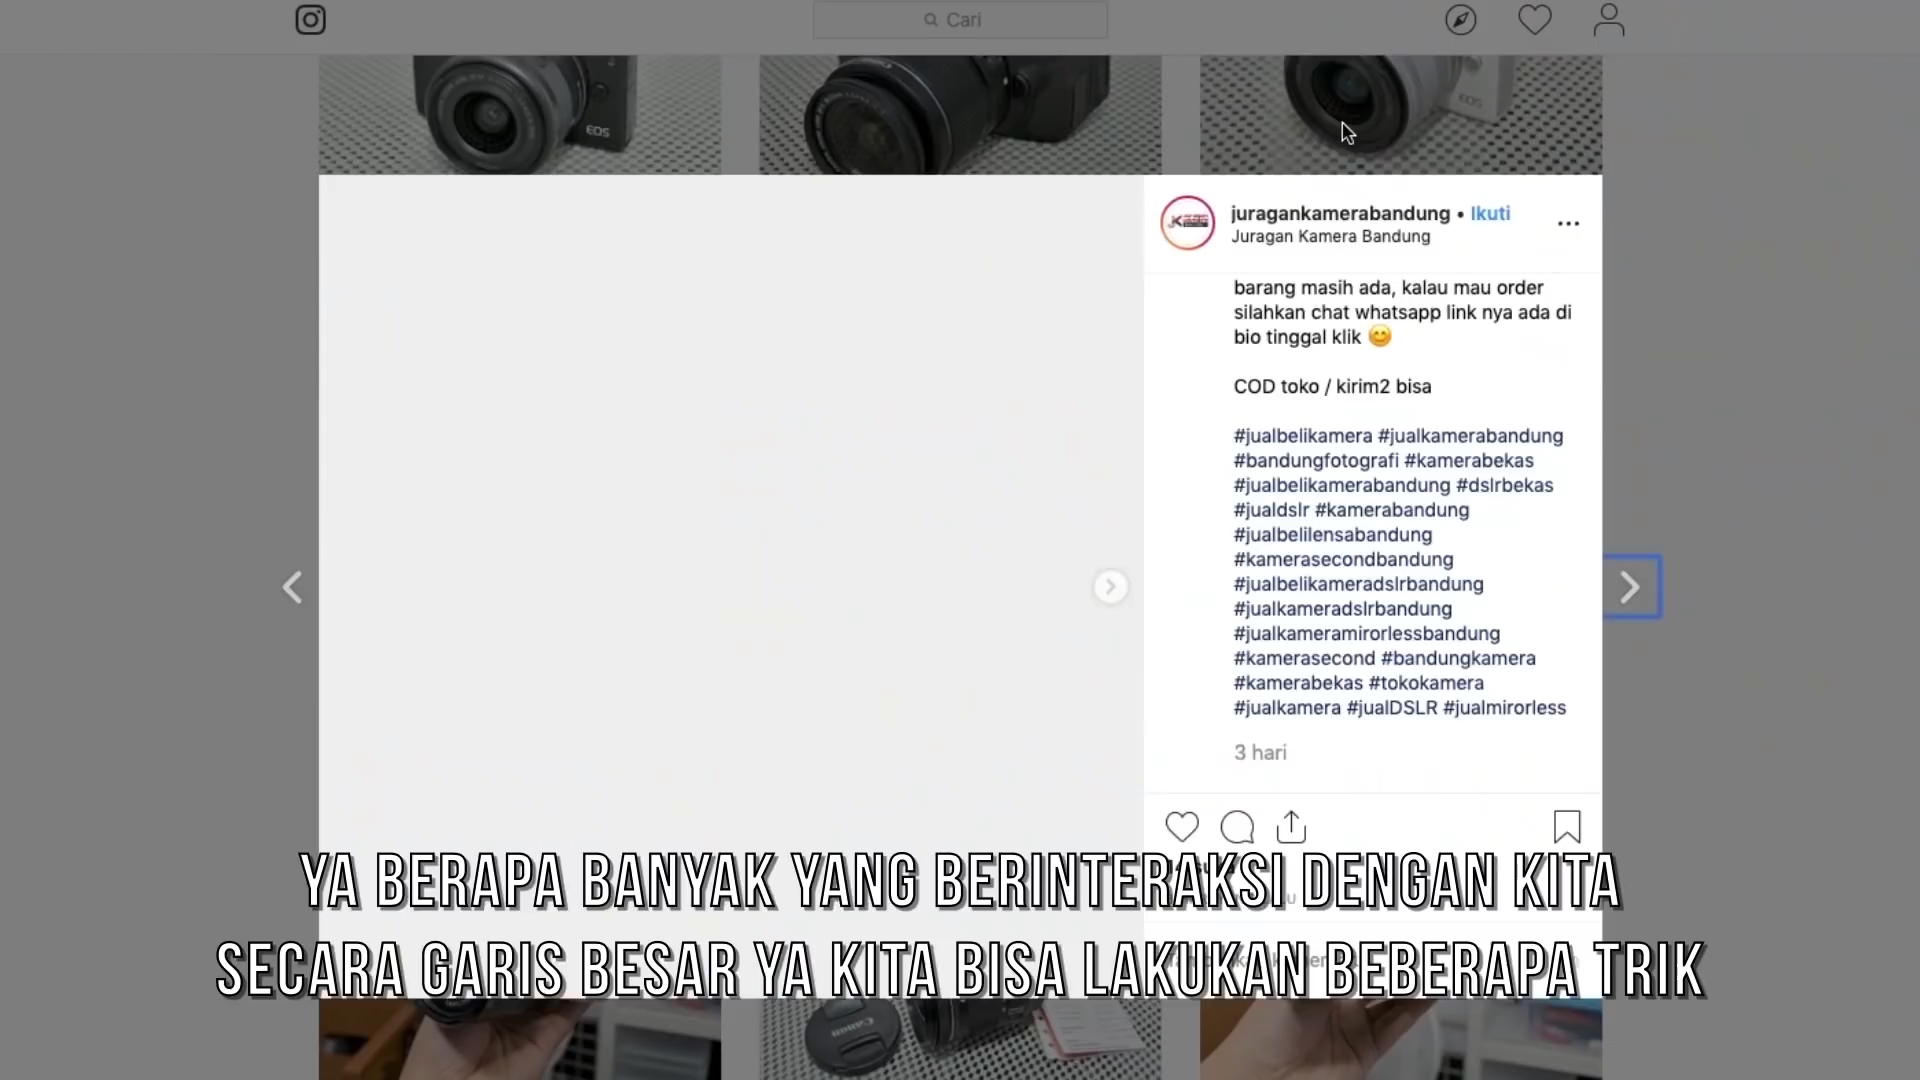 Cari
EOS
EOS
juragankamerabandung • Ikuti
Juragan Kamera Bandung
barang masih ada, kalau mau order
silahkan chat whatsapp link nya ada di
bio tinggal klik 😊
COD toko / kirim2 bisa
#jualbelikamera #jualkamerabandung
#bandungfotografi #kamerabekas
#jualbelikamerabandung #dslrbekas
#jualdslr #kamerabandung
#jualbelilensabandung
#kamerasecondbandung
#jualbelikameradslrbandung
#jualkameradslrbandung
#jualkameramirorlessbandung
#kamerasecond #bandungkamera
#kamerabekas #tokokamera
#jualkamera #jualDSLR #jualmirorless
3 hari
YA BERAPA BANYAK YANG BERINTERAKSI DENGAN KITA
SECARA GARIS BESAR YA KITA BISA LAKUKAN BEBERAPA TRIK
Canon